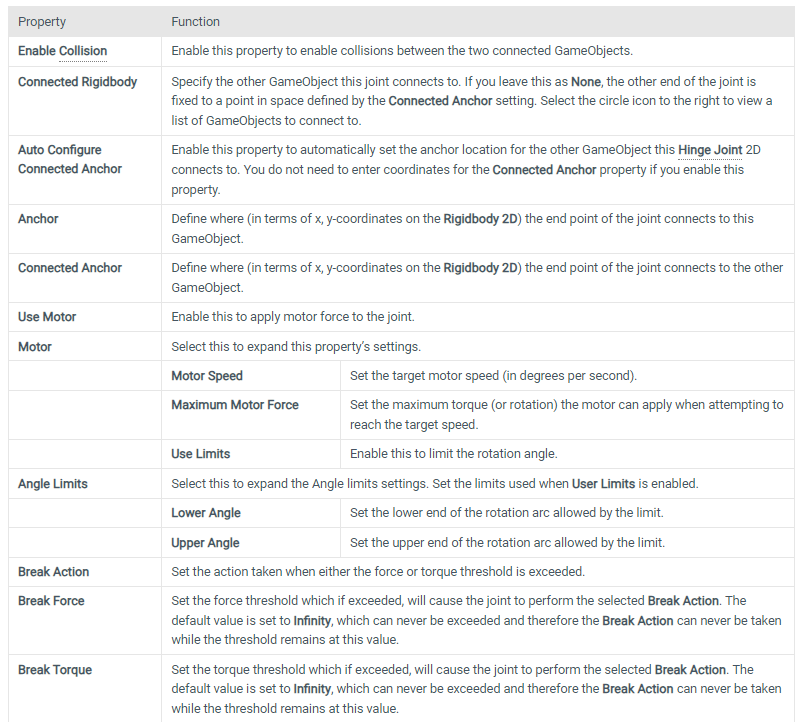 Property Function
Enable Collision Enable this property to enable collisions between the two connected GameObjects.
Connected Rigidbody Specify the other GameObject this joint connects to. If you leave this as None, the other end of the joint is
fixed to a point in space defined by the Connected Anchor setting. Select the circle icon to the right to view a
list of GameObjects to connect to.
Auto Configure Enable this property to automatically set the anchor location for the other GameObject this Hinge Joint 2D
Connected Anchor connects to. You do not need to enter coordinates for the Connected Anchor property if you enable this
property.
Anchor Define where (in terms of x, y-coordinates on the Rigidbody 2D) the end point of the joint connects to this
GameObject.
Connected Anchor Define where (in terms of x, y-coordinates on the Rigidbody 2D) the end point of the joint connects to the other
GameObject.
Use Motor Enable this to apply motor force to the joint.
Motor Select this to expand this property’s settings.
Motor Speed Set the target motor speed (in degrees per second).
Maximum Motor Force Set the maximum torque (or rotation) the motor can apply when attempting to
reach the target speed.
Use Limits Enable this to limit the rotation angle.
Angle Limits Select this to expand the Angle limits settings. Set the limits used when User Limits is enabled.
Lower Angle Set the lower end of the rotation arc allowed by the limit.
Upper Angle Set the upper end of the rotation arc allowed by the limit.
Break Action Set the action taken when either the force or torque threshold is exceeded.
Break Force Set the force threshold which if exceeded, will cause the joint to perform the selected Break Action. The
default value is set to Infinity, which can never be exceeded and therefore the Break Action can never be taken
while the threshold remains at this value.
Break Torque Set the torque threshold which if exceeded, will cause the joint to perform the selected Break Action. The
default value is set to Infinity, which can never be exceeded and therefore the Break Action can never be taken
while the threshold remains at this value.